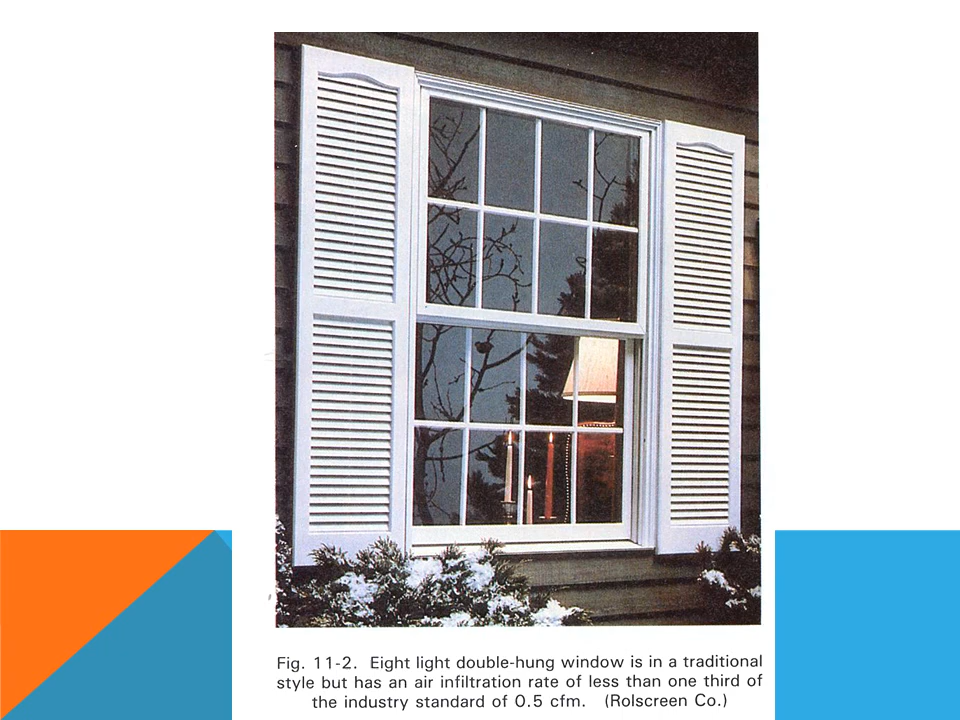 Fig. 11-2. Eight light double-hung window is in a traditional
style but has an air infiltration rate of less than one third of
the industry standard of 0.5 cfm. (Rolscreen Co.)